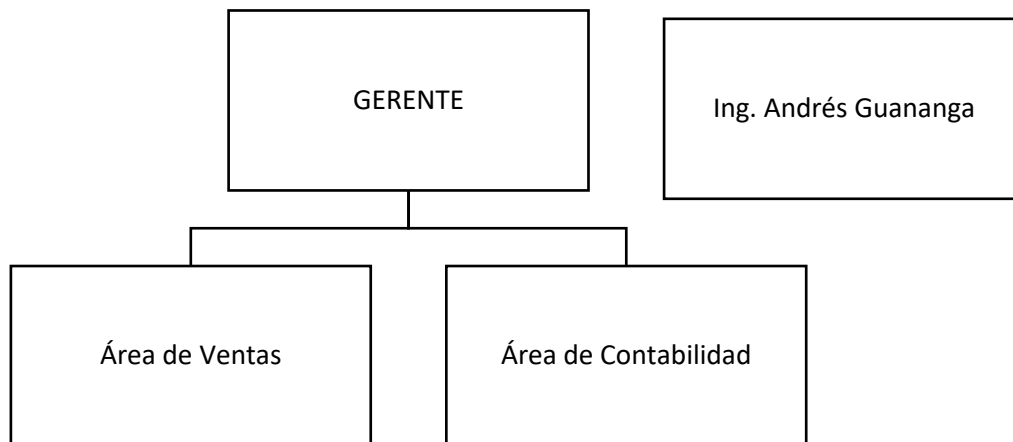 GERENTE
Ing. Andrés Guananga
Área de Ventas
Área de Contabilidad